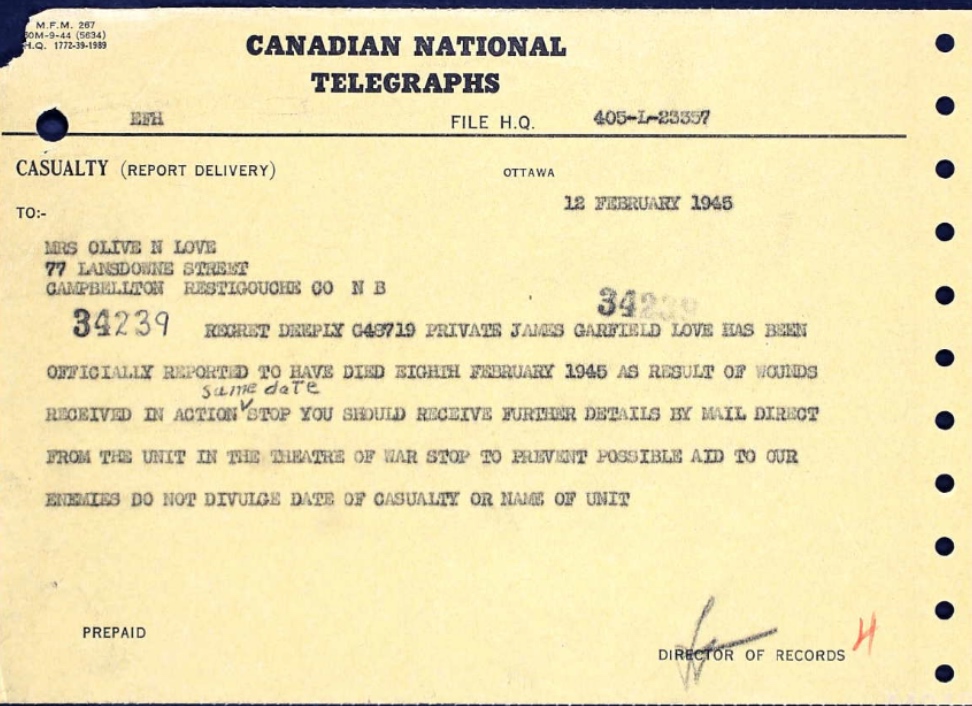 M.F.M. 267
50M-9-44 (5634)
H.Q. 1772-39-1989
CANADIAN NATIONAL
TELEGRAPHS
EFH FILE H.Q. 405-L-23357
CASUALTY (REPORT DELIVERY) OTTAWA
12 FEBRUARY 1945
TO:-
MRS OLIVE N LOVE
77 LANSDOWNE STREET
CAMPBELLTON RESTIGOUCHE CO N B
34239
34239 REGRET DEEPLY G48719 PRIVATE JAMES GARFIELD LOVE HAS BEEN
OFFICIALLY REPORTED TO HAVE DIED EIGHTH FEBRUARY 1945 AS RESULT OF WOUNDS
same date
RECEIVED IN ACTION STOP YOU SHOULD RECEIVE FURTHER DETAILS BY MAIL DIRECT
FROM THE UNIT IN THE THEATRE OF WAR STOP TO PREVENT POSSIBLE AID TO OUR
ENEMIES DO NOT DIVULGE DATE OF CASUALTY OR NAME OF UNIT
PREPAID
DIRECTOR OF RECORDS